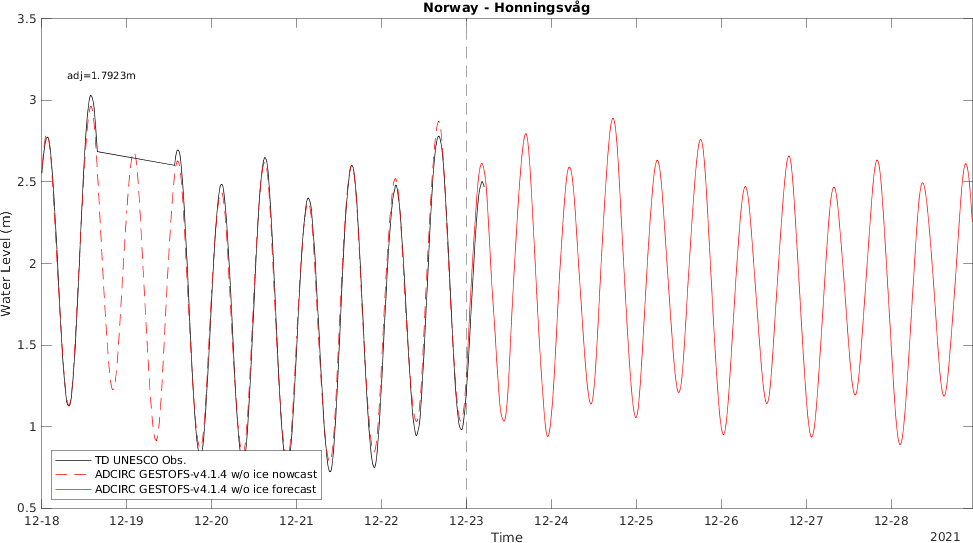 Norway - Honningsvåg
3.5
adj=1.7923m
3
2.5
Water Level (m)
2
1.5
1
TD UNESCO Obs.
ADCIRC GESTOFS-v4.1.4 w/o ice nowcast
ADCIRC GESTOFS-v4.1.4 w/o ice forecast
0.5
12-18 12-19 12-20 12-21 12-22 12-23 12-24 12-25 12-26 12-27 12-28
Time
2021